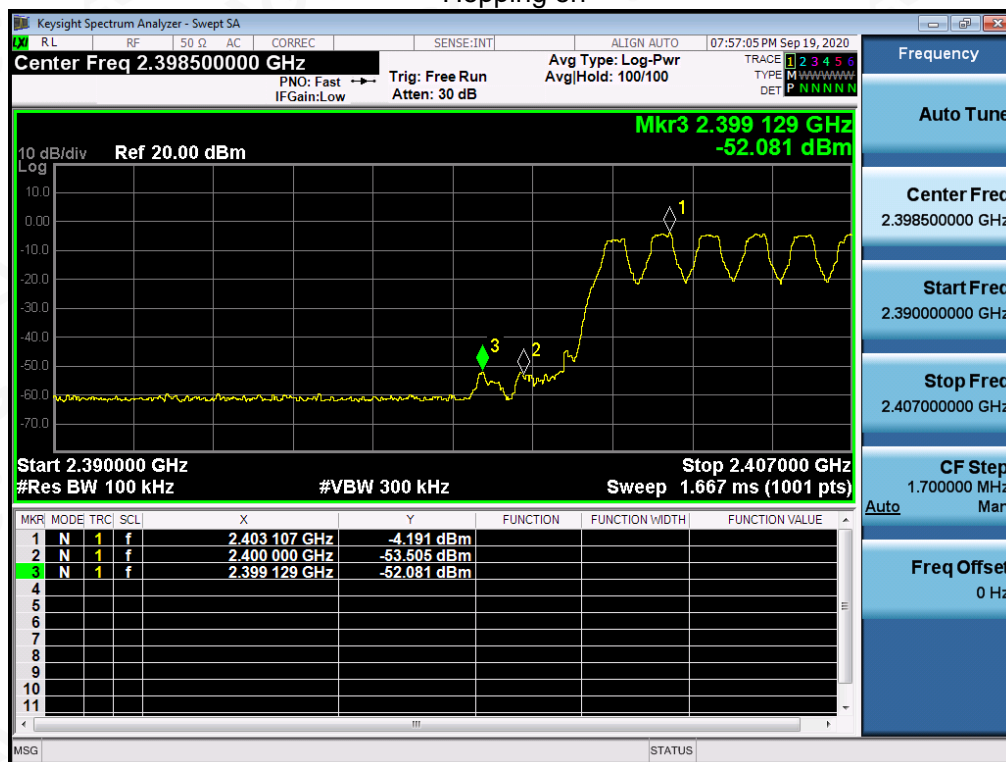 Hopping on
Keysight Spectrum Analyzer - Swept SA
LXI RL RF 50 Ω AC CORREC SENSE:INT ALIGN AUTO 07:57:05 PM Sep 19, 2020
Center Freq 2.398500000 GHz
PNO: Fast
IFGain:Low
Trig: Free Run
Atten: 30 dB
Avg Type: Log-Pwr
Avg|Hold: 100/100
TRACE 1 2 3 4 5 6
TYPE M WWWWW
DET P N N N N N
Mkr3 2.399 129 GHz
-52.081 dBm
10 dB/div Ref 20.00 dBm
Log
10.0
0.00
-10.0
-20.0
-30.0
-40.0
-50.0
-60.0
-70.0
1
3
2
Start 2.390000 GHz Stop 2.407000 GHz
#Res BW 100 kHz #VBW 300 kHz Sweep 1.667 ms (1001 pts)
MKR MODE TRC SCL X Y FUNCTION FUNCTION WIDTH FUNCTION VALUE
1 N 1 f 2.403 107 GHz -4.191 dBm
2 N 1 f 2.400 000 GHz -53.505 dBm
3 N 1 f 2.399 129 GHz -52.081 dBm
4
5
6
7
8
9
10
11
MSG STATUS
Frequency
Auto Tune
Center Freq
2.398500000 GHz
Start Freq
2.390000000 GHz
Stop Freq
2.407000000 GHz
CF Step
1.700000 MHz
Auto Man
Freq Offset
0 Hz